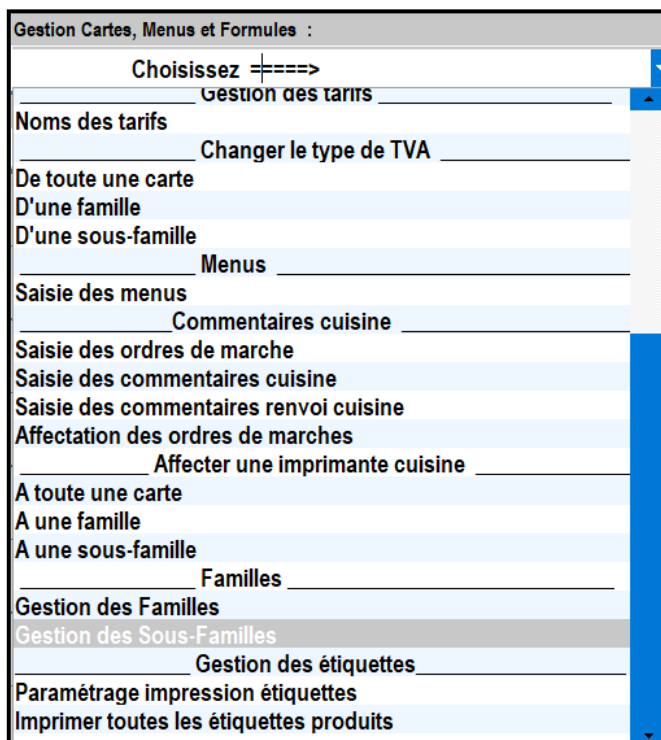 Gestion Cartes, Menus et Formules :
Choisissez =====>
Gestion des tarifs
Noms des tarifs
Changer le type de TVA
De toute une carte
D'une famille
D'une sous-famille
Menus
Saisie des menus
Commentaires cuisine
Saisie des ordres de marche
Saisie des commentaires cuisine
Saisie des commentaires renvoi cuisine
Affectation des ordres de marches
Affecter une imprimante cuisine
A toute une carte
A une famille
A une sous-famille
Familles
Gestion des Familles
Gestion des Sous-Familles
Gestion des étiquettes
Paramétrage impression étiquettes
Imprimer toutes les étiquettes produits